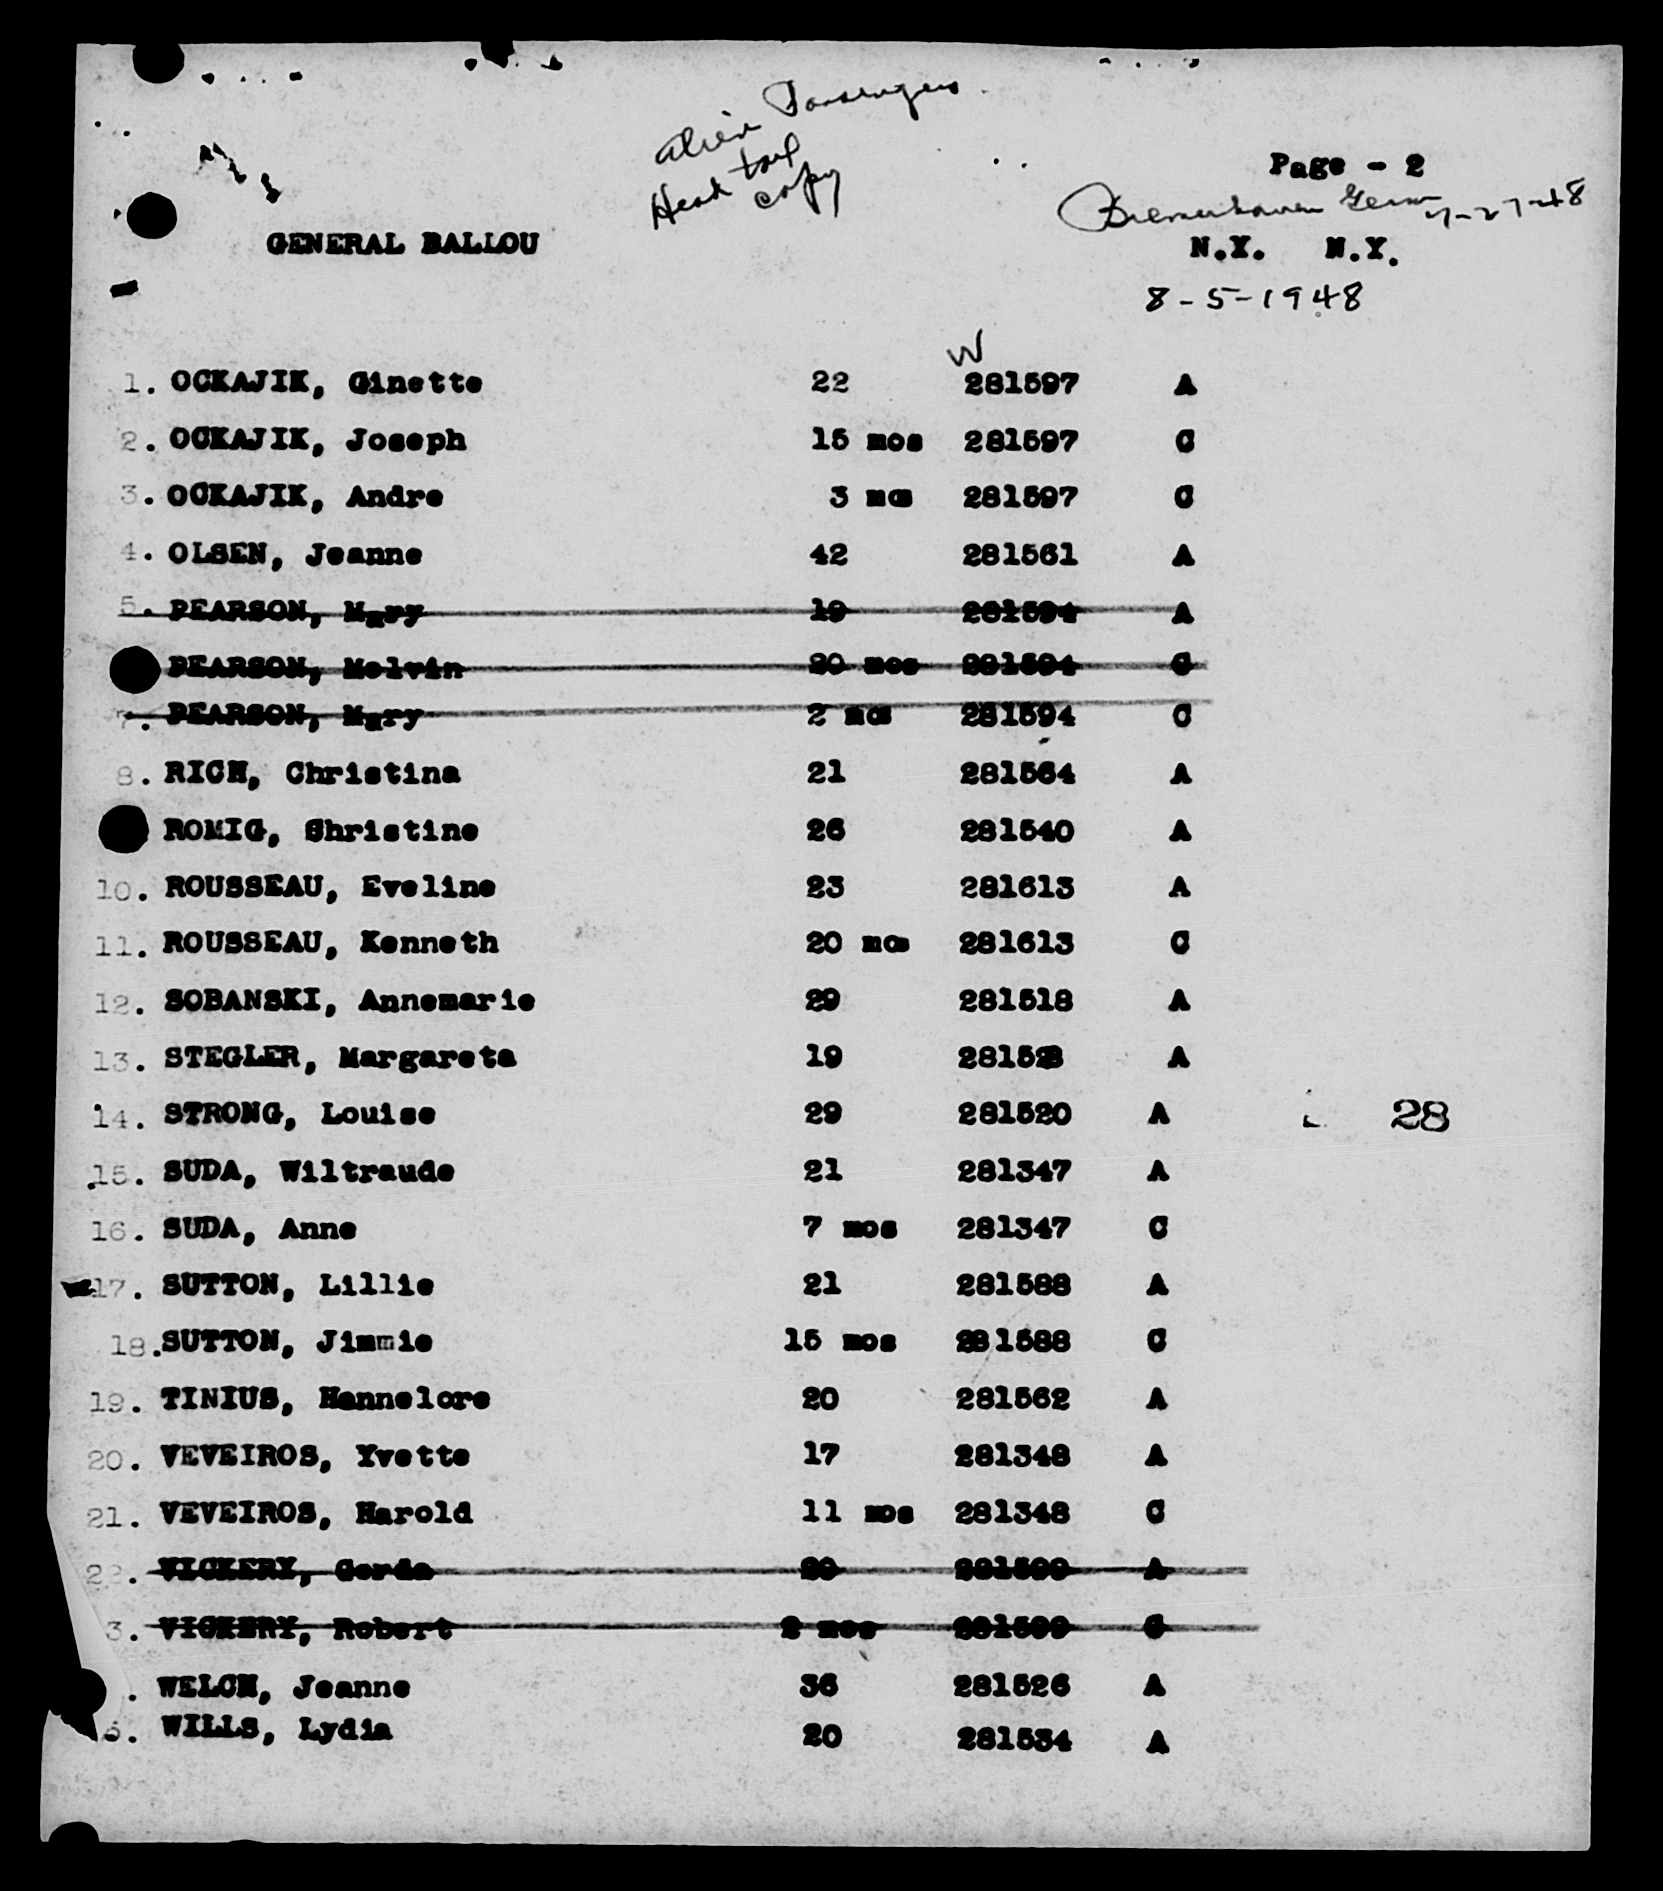 Alien Passengers
Head tax
copy
Page - 2
Bremerhaven Germ 7-27-48
GENERAL BALLOU
N.Y. N.Y.
8-5-1948
W
1. OCKAJIK, Ginette 22 281597 A
2. OCKAJIK, Joseph 15 mos 281597 C
3. OCKAJIK, Andre 3 mos 281597 C
4. OLSEN, Jeanne 42 281561 A
5. PEARSON, Mary 19 281594 A
PEARSON, Melvin 20 mos 281594 C
7. PEARSON, Mary 2 mos 281594 C
8. RICH, Christina 21 281564 A
ROMIG, Christine 26 281540 A
10. ROUSSEAU, Eveline 23 281613 A
11. ROUSSEAU, Kenneth 20 mos 281613 C
12. SOBANSKI, Annemarie 29 281518 A
13. STEGLER, Margareta 19 281528 A
14. STRONG, Louise 29 281520 A 28
15. SUDA, Wiltraude 21 281347 A
16. SUDA, Anne 7 mos 281347 C
17. SUTTON, Lillie 21 281588 A
18. SUTTON, Jimmie 15 mos 281588 C
19. TINIUS, Hannelore 20 281562 A
20. VEVEIROS, Yvette 17 281348 A
21. VEVEIROS, Harold 11 mos 281348 C
22. VICKERY, Gerda 20 281599 A
3. VICKERY, Robert 2 mos 281599 C
. WELCH, Jeanne 36 281526 A
5. WILLS, Lydia 20 281534 A